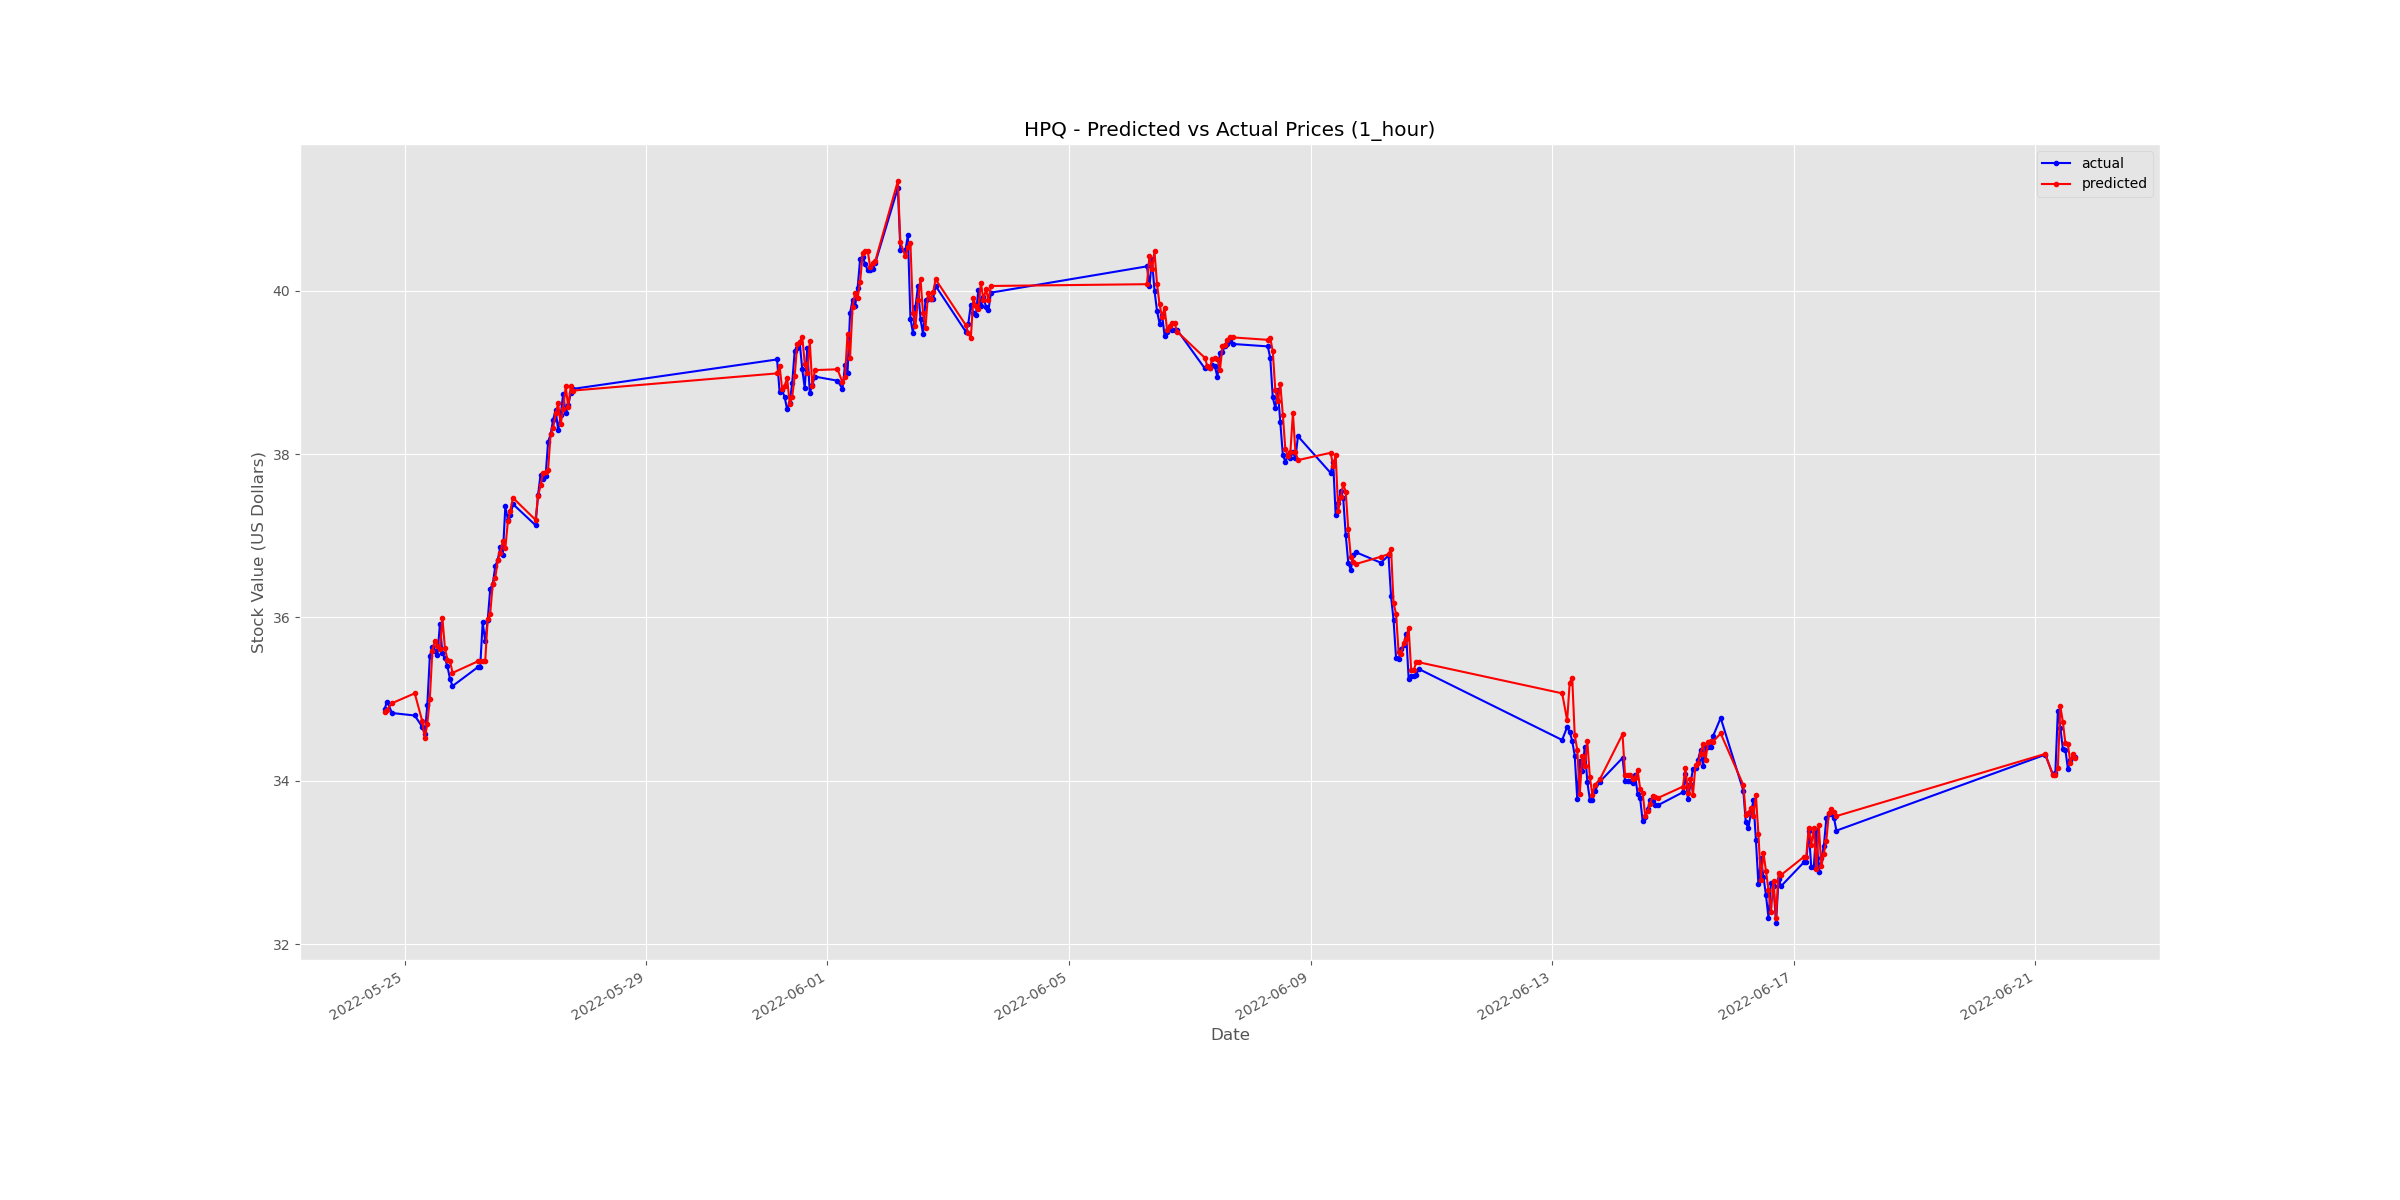 HPQ - Predicted vs Actual Prices (1_hour)
actual
predicted
Stock Value (US Dollars)
40
38
36
34
32
2022-05-25
2022-05-29
2022-06-01
2022-06-05
2022-06-09
2022-06-13
2022-06-17
2022-06-21
Date